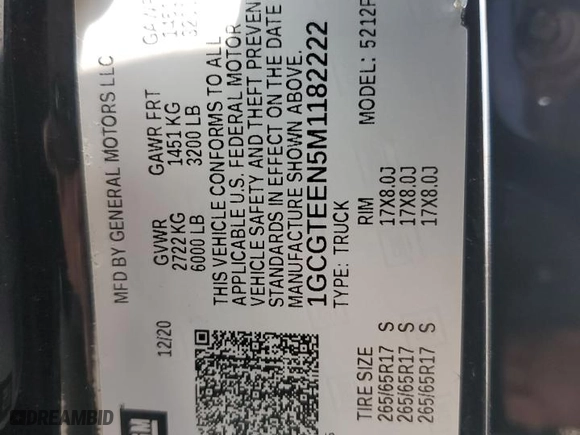 MFD BY GENERAL MOTORS LLC
12/20 GVWR GAWR FRT
2722 KG 1451 KG
6000 LB 3200 LB
THIS VEHICLE CONFORMS TO ALL
APPLICABLE U.S. FEDERAL MOTOR
VEHICLE SAFETY AND THEFT PREVEN
STANDARDS IN EFFECT ON THE DATE
MANUFACTURE SHOWN ABOVE.
1GCGTEEN5M1182222
TYPE: TRUCK MODEL: 5212F
TIRE SIZE RIM
265/65R17 S 17X8.0J
265/65R17 S 17X8.0J
265/65R17 S 17X8.0J
DREAMBID